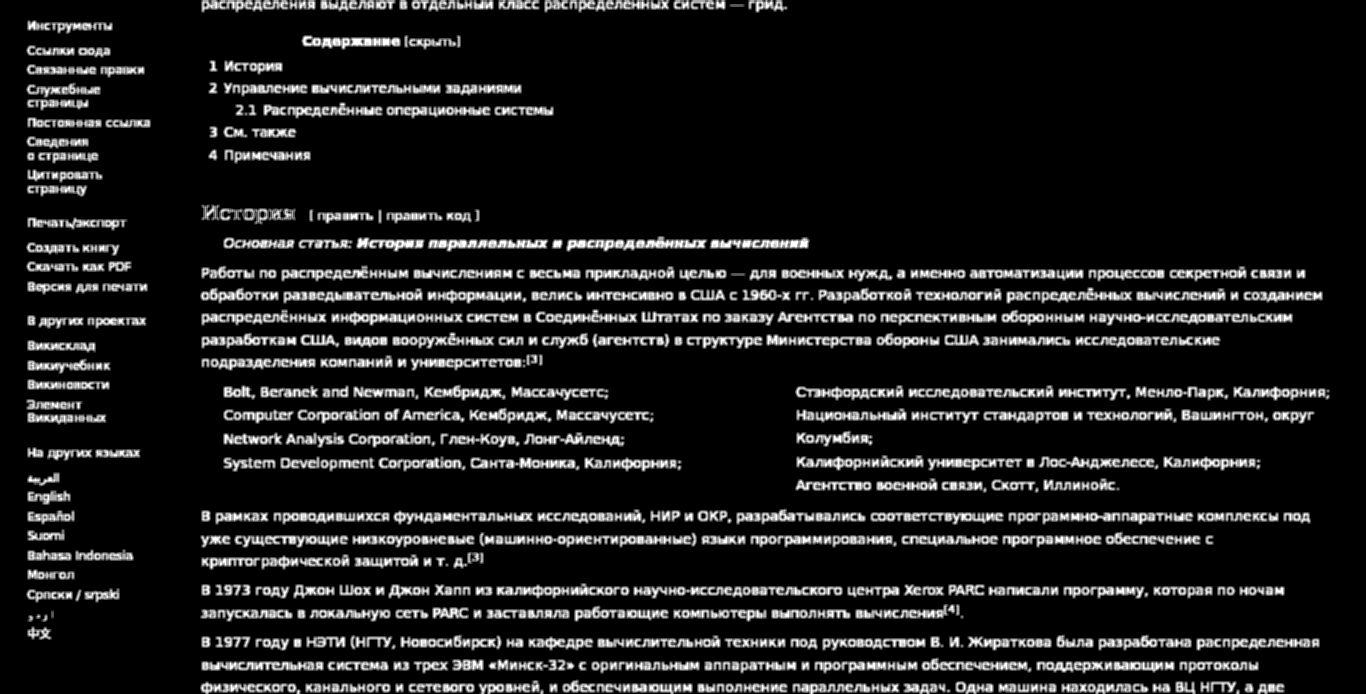 Инструменты
Ссылки сюда
Связанные правки
Служебные
страницы
Постоянная ссылка
Сведения
о странице
Цитировать
страницу
Печать/экспорт
Создать книгу
Скачать как PDF
Версия для печати
В других проектах
Викисклад
Викиучебник
Викиновости
Элемент
Викиданных
На других языках
العربية
English
Español
Suomi
Bahasa Indonesia
Монгол
Српски / srpski
اردو
中文
распределения выделяют в отдельный класс распределённых систем — грид.
Содержание [скрыть]
1 История
2 Управление вычислительными заданиями
2.1 Распределённые операционные системы
3 См. также
4 Примечания
История [ править | править код ]
Основная статья: История параллельных и распределённых вычислений
Работы по распределённым вычислениям с весьма прикладной целью — для военных нужд, а именно автоматизации процессов секретной связи и
обработки разведывательной информации, велись интенсивно в США с 1960-х гг. Разработкой технологий распределённых вычислений и созданием
распределённых информационных систем в Соединённых Штатах по заказу Агентства по перспективным оборонным научно-исследовательским
разработкам США, видов вооружённых сил и служб (агентств) в структуре Министерства обороны США занимались исследовательские
подразделения компаний и университетов:[3]
Bolt, Beranek and Newman, Кембридж, Массачусетс;
Computer Corporation of America, Кембридж, Массачусетс;
Network Analysis Corporation, Глен-Коув, Лонг-Айленд;
System Development Corporation, Санта-Моника, Калифорния;
Стэнфордский исследовательский институт, Менло-Парк, Калифорния;
Национальный институт стандартов и технологий, Вашингтон, округ
Колумбия;
Калифорнийский университет в Лос-Анджелесе, Калифорния;
Агентство военной связи, Скотт, Иллинойс.
В рамках проводившихся фундаментальных исследований, НИР и ОКР, разрабатывались соответствующие программно-аппаратные комплексы под
уже существующие низкоуровневые (машинно-ориентированные) языки программирования, специальное программное обеспечение с
криптографической защитой и т. д.[3]
В 1973 году Джон Шох и Джон Хапп из калифорнийского научно-исследовательского центра Xerox PARC написали программу, которая по ночам
запускалась в локальную сеть PARC и заставляла работающие компьютеры выполнять вычисления[4].
В 1977 году в НЭТИ (НГТУ, Новосибирск) на кафедре вычислительной техники под руководством В. И. Жираткова была разработана распределенная
вычислительная система из трех ЭВМ «Минск-32» с оригинальным аппаратным и программным обеспечением, поддерживающим протоколы
физического, канального и сетевого уровней, и обеспечивающим выполнение параллельных задач. Одна машина находилась на ВЦ НГТУ, а две